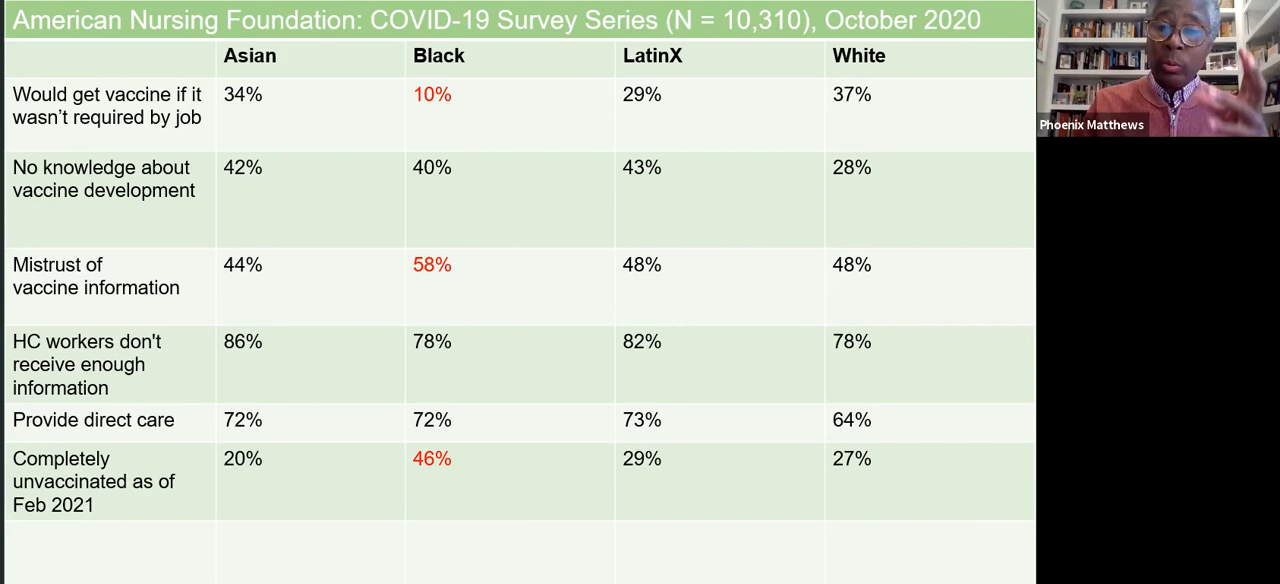 American Nursing Foundation: COVID-19 Survey Series (N = 10,310), October 2020
Asian Black LatinX White
Would get vaccine if it
wasn’t required by job
34% 10% 29% 37%
No knowledge about
vaccine development
42% 40% 43% 28%
Mistrust of
vaccine information
44% 58% 48% 48%
HC workers don't
receive enough
information
86% 78% 82% 78%
Provide direct care 72% 72% 73% 64%
Completely
unvaccinated as of
Feb 2021
20% 46% 29% 27%
Phoenix Matthews